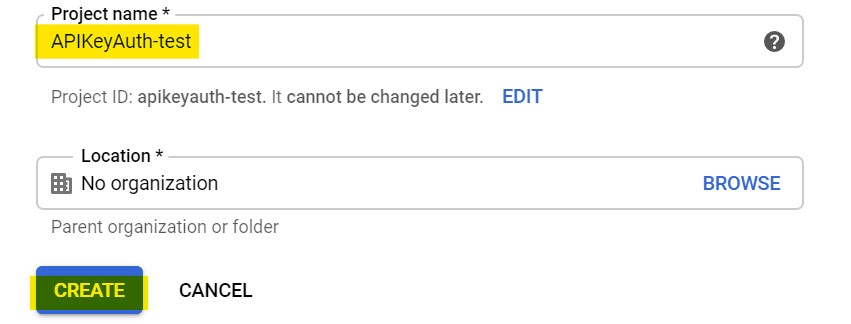 Project name *
APIKeyAuth-test
Project ID: apikeyauth-test. It cannot be changed later. EDIT
Location *
No organization BROWSE
Parent organization or folder
CREATE CANCEL